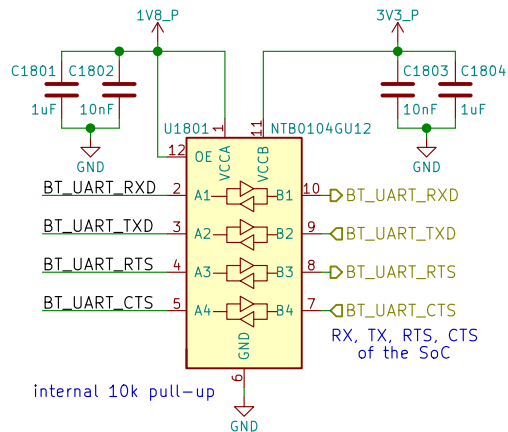 1V8_P
3V3_P
C1801
C1802
C1803
C1804
1uF
10nF
10nF
1uF
GND
GND
U1801
1
11
NTB0104GU12
12
OE
VCCA
VCCB
BT_UART_RXD
2
A1
B1
10
BT_UART_RXD
BT_UART_TXD
3
A2
B2
9
BT_UART_TXD
BT_UART_RTS
4
A3
B3
8
BT_UART_RTS
BT_UART_CTS
5
A4
B4
7
BT_UART_CTS
GND
RX, TX, RTS, CTS
of the SoC
6
internal 10k pull-up
GND